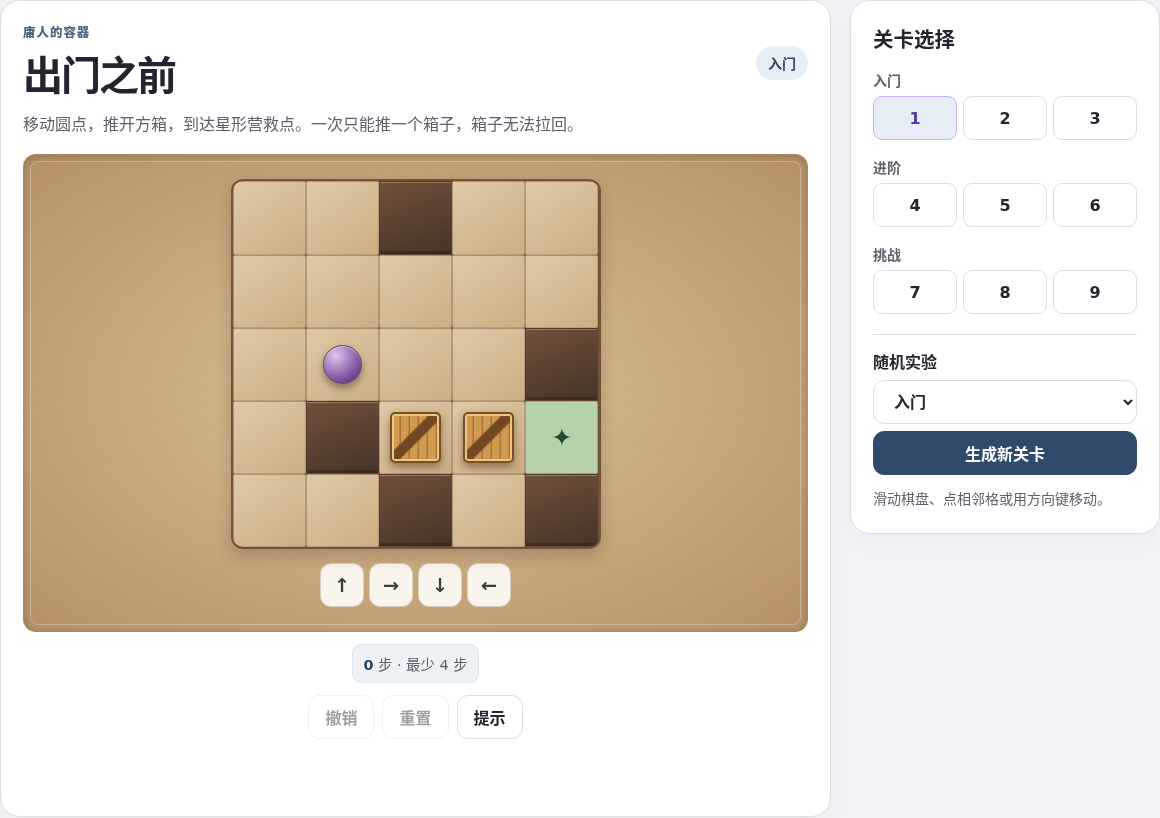 庸人的容器
出门之前
入门
移动圆点，推开方箱，到达星形营救点。一次只能推一个箱子，箱子无法拉回。
↑ → ↓ ←
0 步 · 最少 4 步
撤销 重置 提示
关卡选择
入门
1 2 3
进阶
4 5 6
挑战
7 8 9
随机实验
入门
生成新关卡
滑动棋盘、点相邻格或用方向键移动。